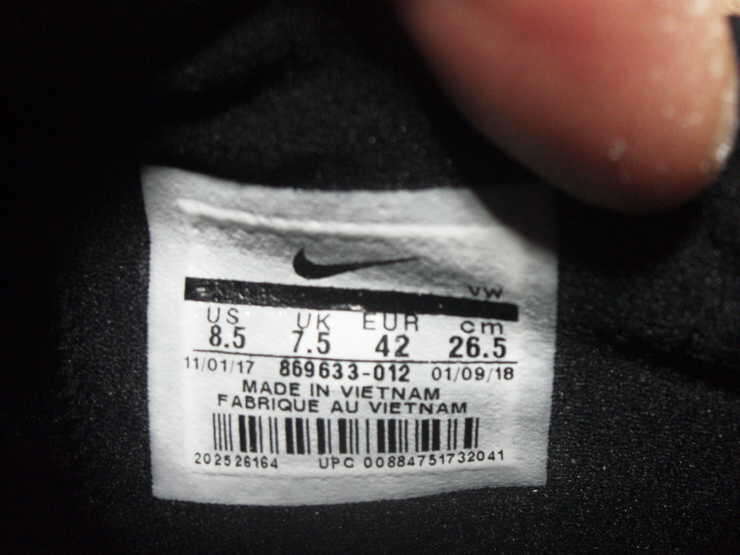 VW
US UK EUR cm
8.5 7.5 42 26.5
11/01/17 869633-012 01/09/18
MADE IN VIETNAM
FABRIQUE AU VIETNAM
202526164 UPC 00884751732041